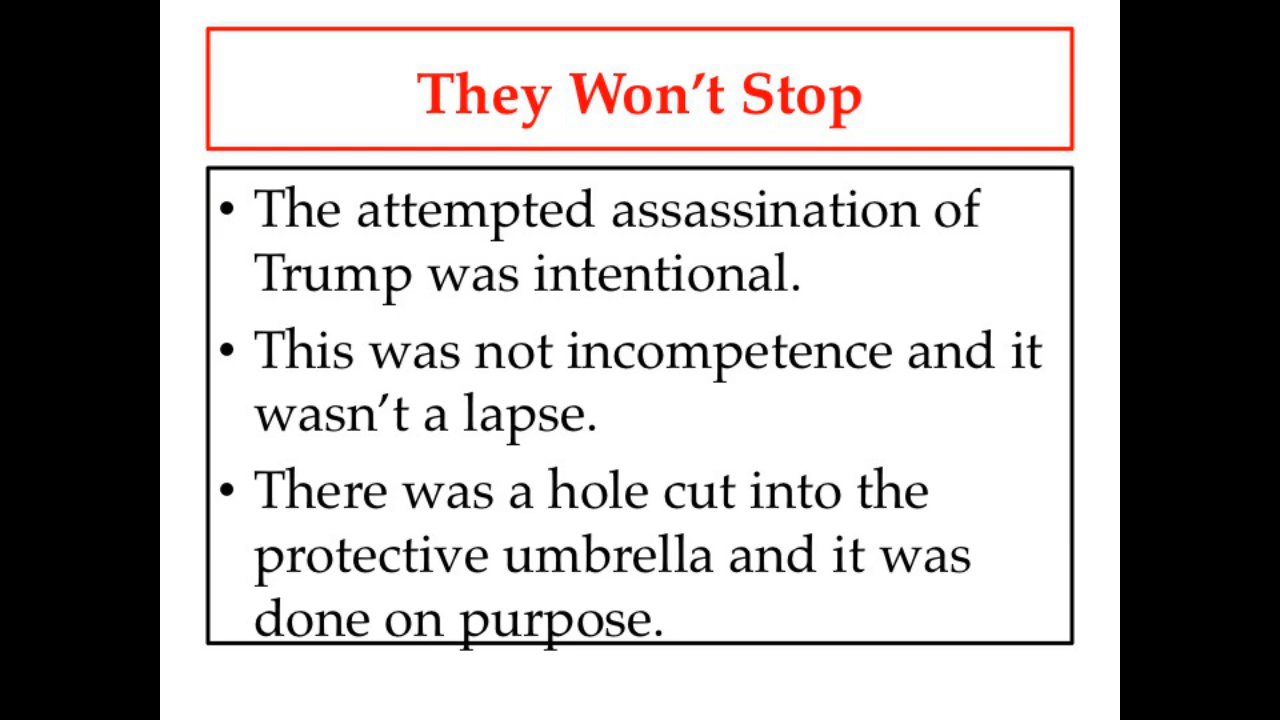 They Won’t Stop
• The attempted assassination of
Trump was intentional.
• This was not incompetence and it
wasn’t a lapse.
• There was a hole cut into the
protective umbrella and it was
done on purpose.